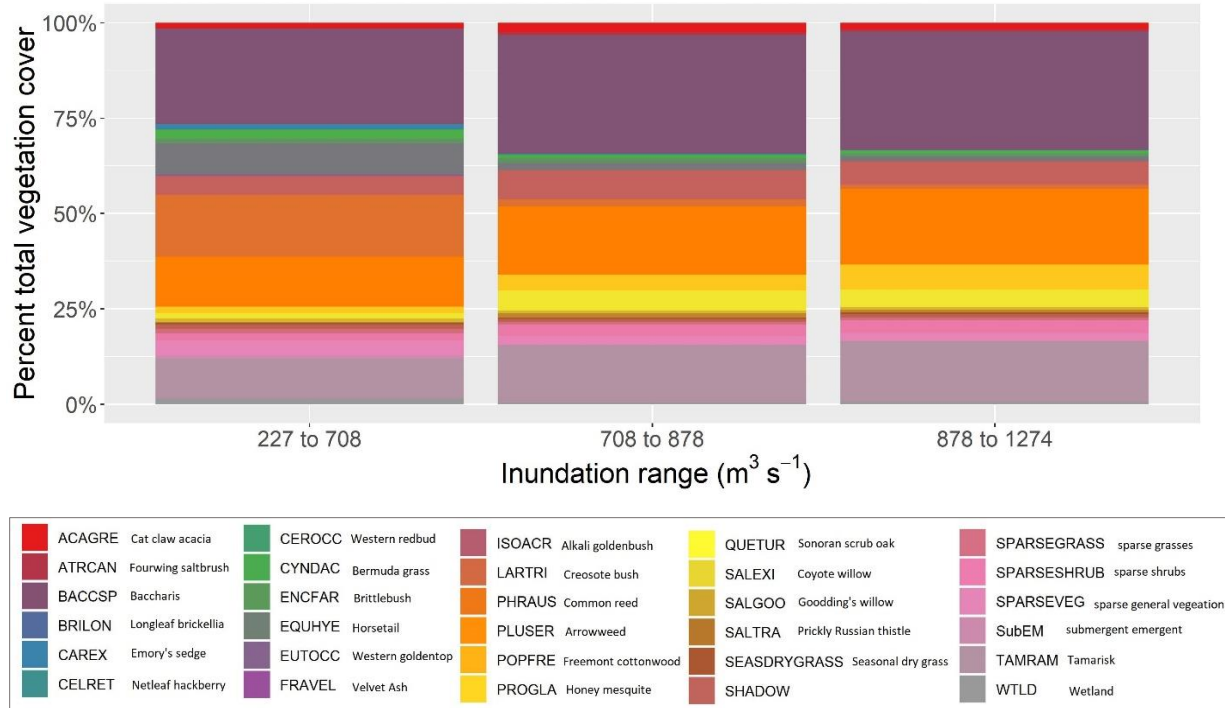 100%
75%
50%
25%
0%
Percent total vegetation cover
227 to 708
708 to 878
878 to 1274
Inundation range (m³ s⁻¹)
ACAGRE Cat claw acacia
ATRCAN Fourwing saltbrush
BACCSP Baccharis
BRILON Longleaf brickellia
CAREX Emory's sedge
CELRET Netleaf hackberry
CEROCC Western redbud
CYNDAC Bermuda grass
ENCFAR Brittlebush
EQUHYE Horsetail
EUTOCC Western goldentop
FRAVEL Velvet Ash
ISOACR Alkali goldenbush
LARTRI Creosote bush
PHRAUS Common reed
PLUSER Arrowweed
POPFRE Freemont cottonwood
PROGLA Honey mesquite
QUETUR Sonoran scrub oak
SALEXI Coyote willow
SALGOO Goodding's willow
SALTRA Prickly Russian thistle
SEASDRYGRASS Seasonal dry grass
SHADOW
SPARSEGRASS sparse grasses
SPARSESHRUB sparse shrubs
SPARSEVEG sparse general vegeation
SubEM submergent emergent
TAMRAM Tamarisk
WTLD Wetland